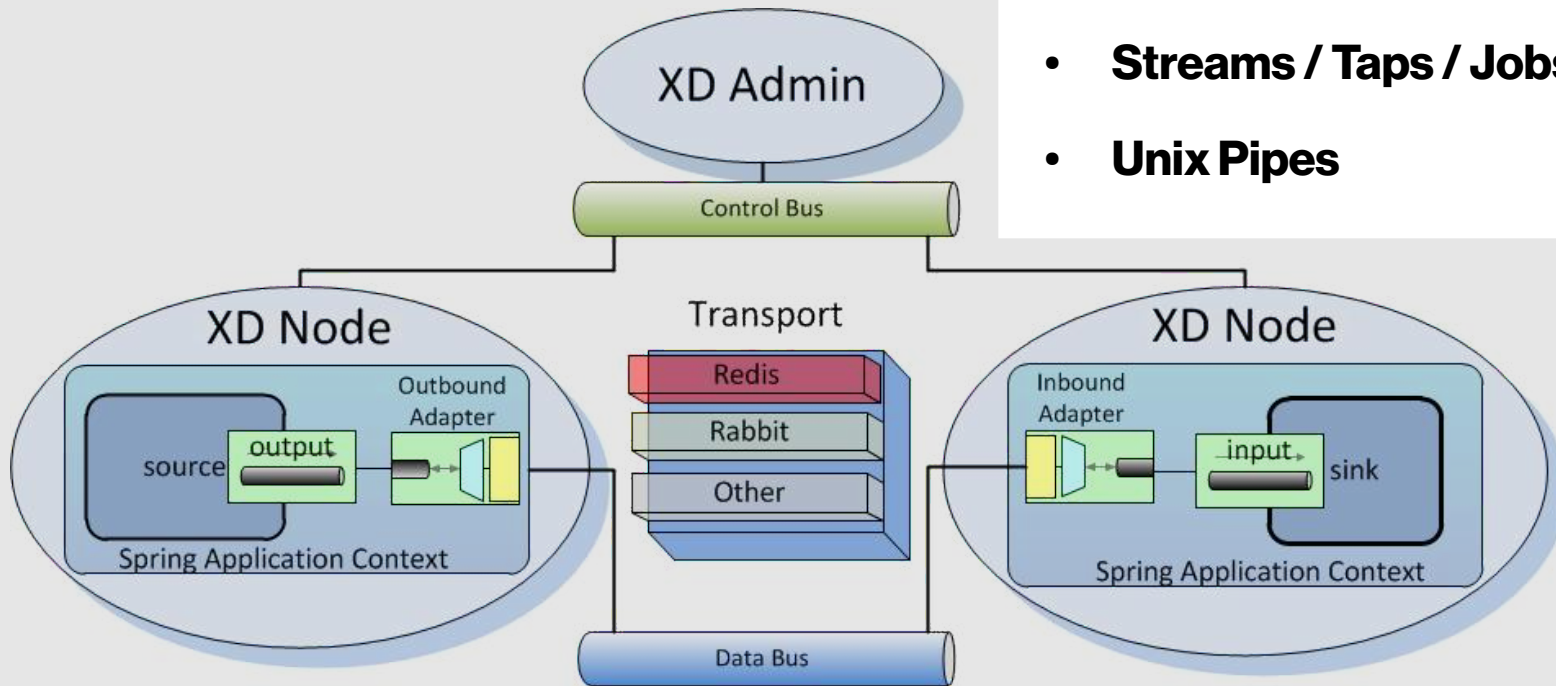 XD Admin
• Streams / Taps / Jobs
• Unix Pipes
Control Bus
XD Node
Outbound
Adapter
output
source
Spring Application Context
Transport
Redis
Rabbit
Other
XD Node
Inbound
Adapter
input
sink
Spring Application Context
Data Bus